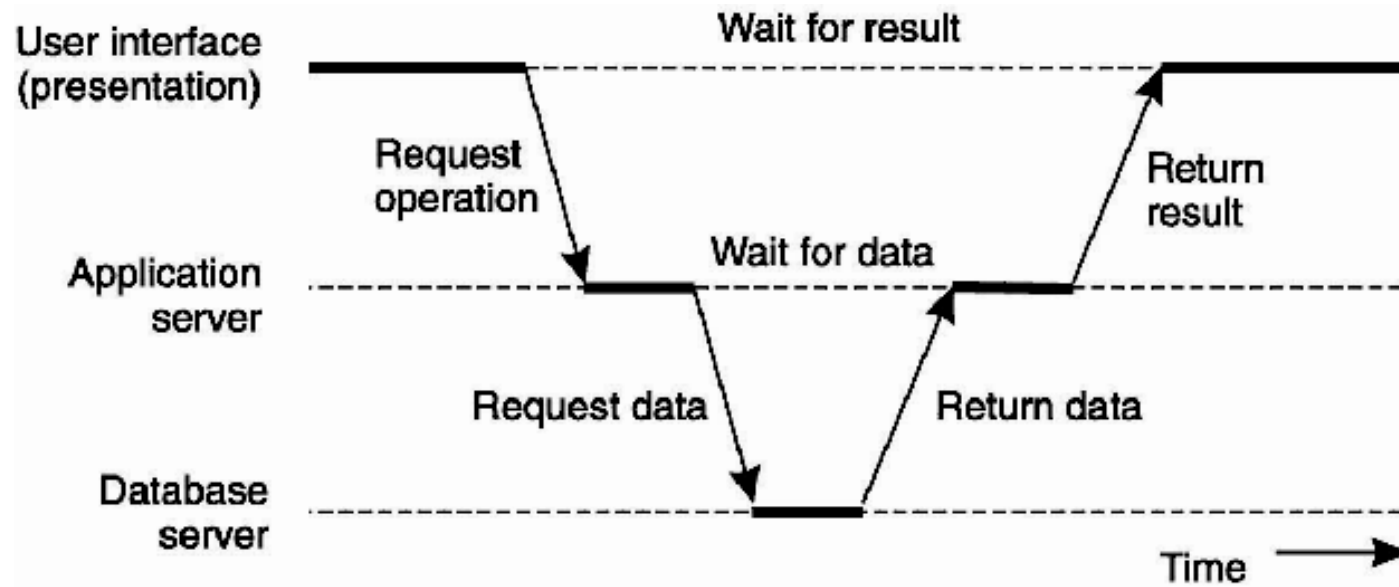 User interface
(presentation)
Wait for result
Request
operation
Return
result
Application
server
Wait for data
Request data
Return data
Database
server
Time